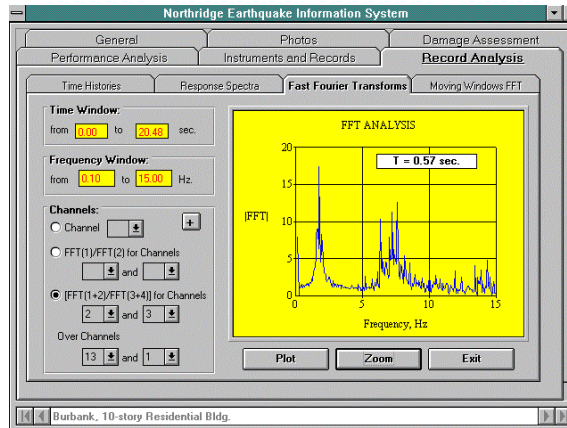 Northridge Earthquake Information System
General Photos Damage Assessment
Performance Analysis Instruments and Records Record Analysis
Time Histories Response Spectra Fast Fourier Transforms Moving Windows FFT
Time Window:
from 0.00 to 20.48 sec.
Frequency Window:
from 0.10 to 15.00 Hz.
Channels:
Channel +
FFT(1)/FFT(2) for Channels
and
[FFT(1+2)/FFT(3+4)] for Channels
2 and 3
Over Channels
13 and 1
FFT ANALYSIS
T = 0.57 sec.
20
15
|FFT| 10
5
0
0 5 10 15
Frequency, Hz
Plot Zoom Exit
Burbank, 10-story Residential Bldg.